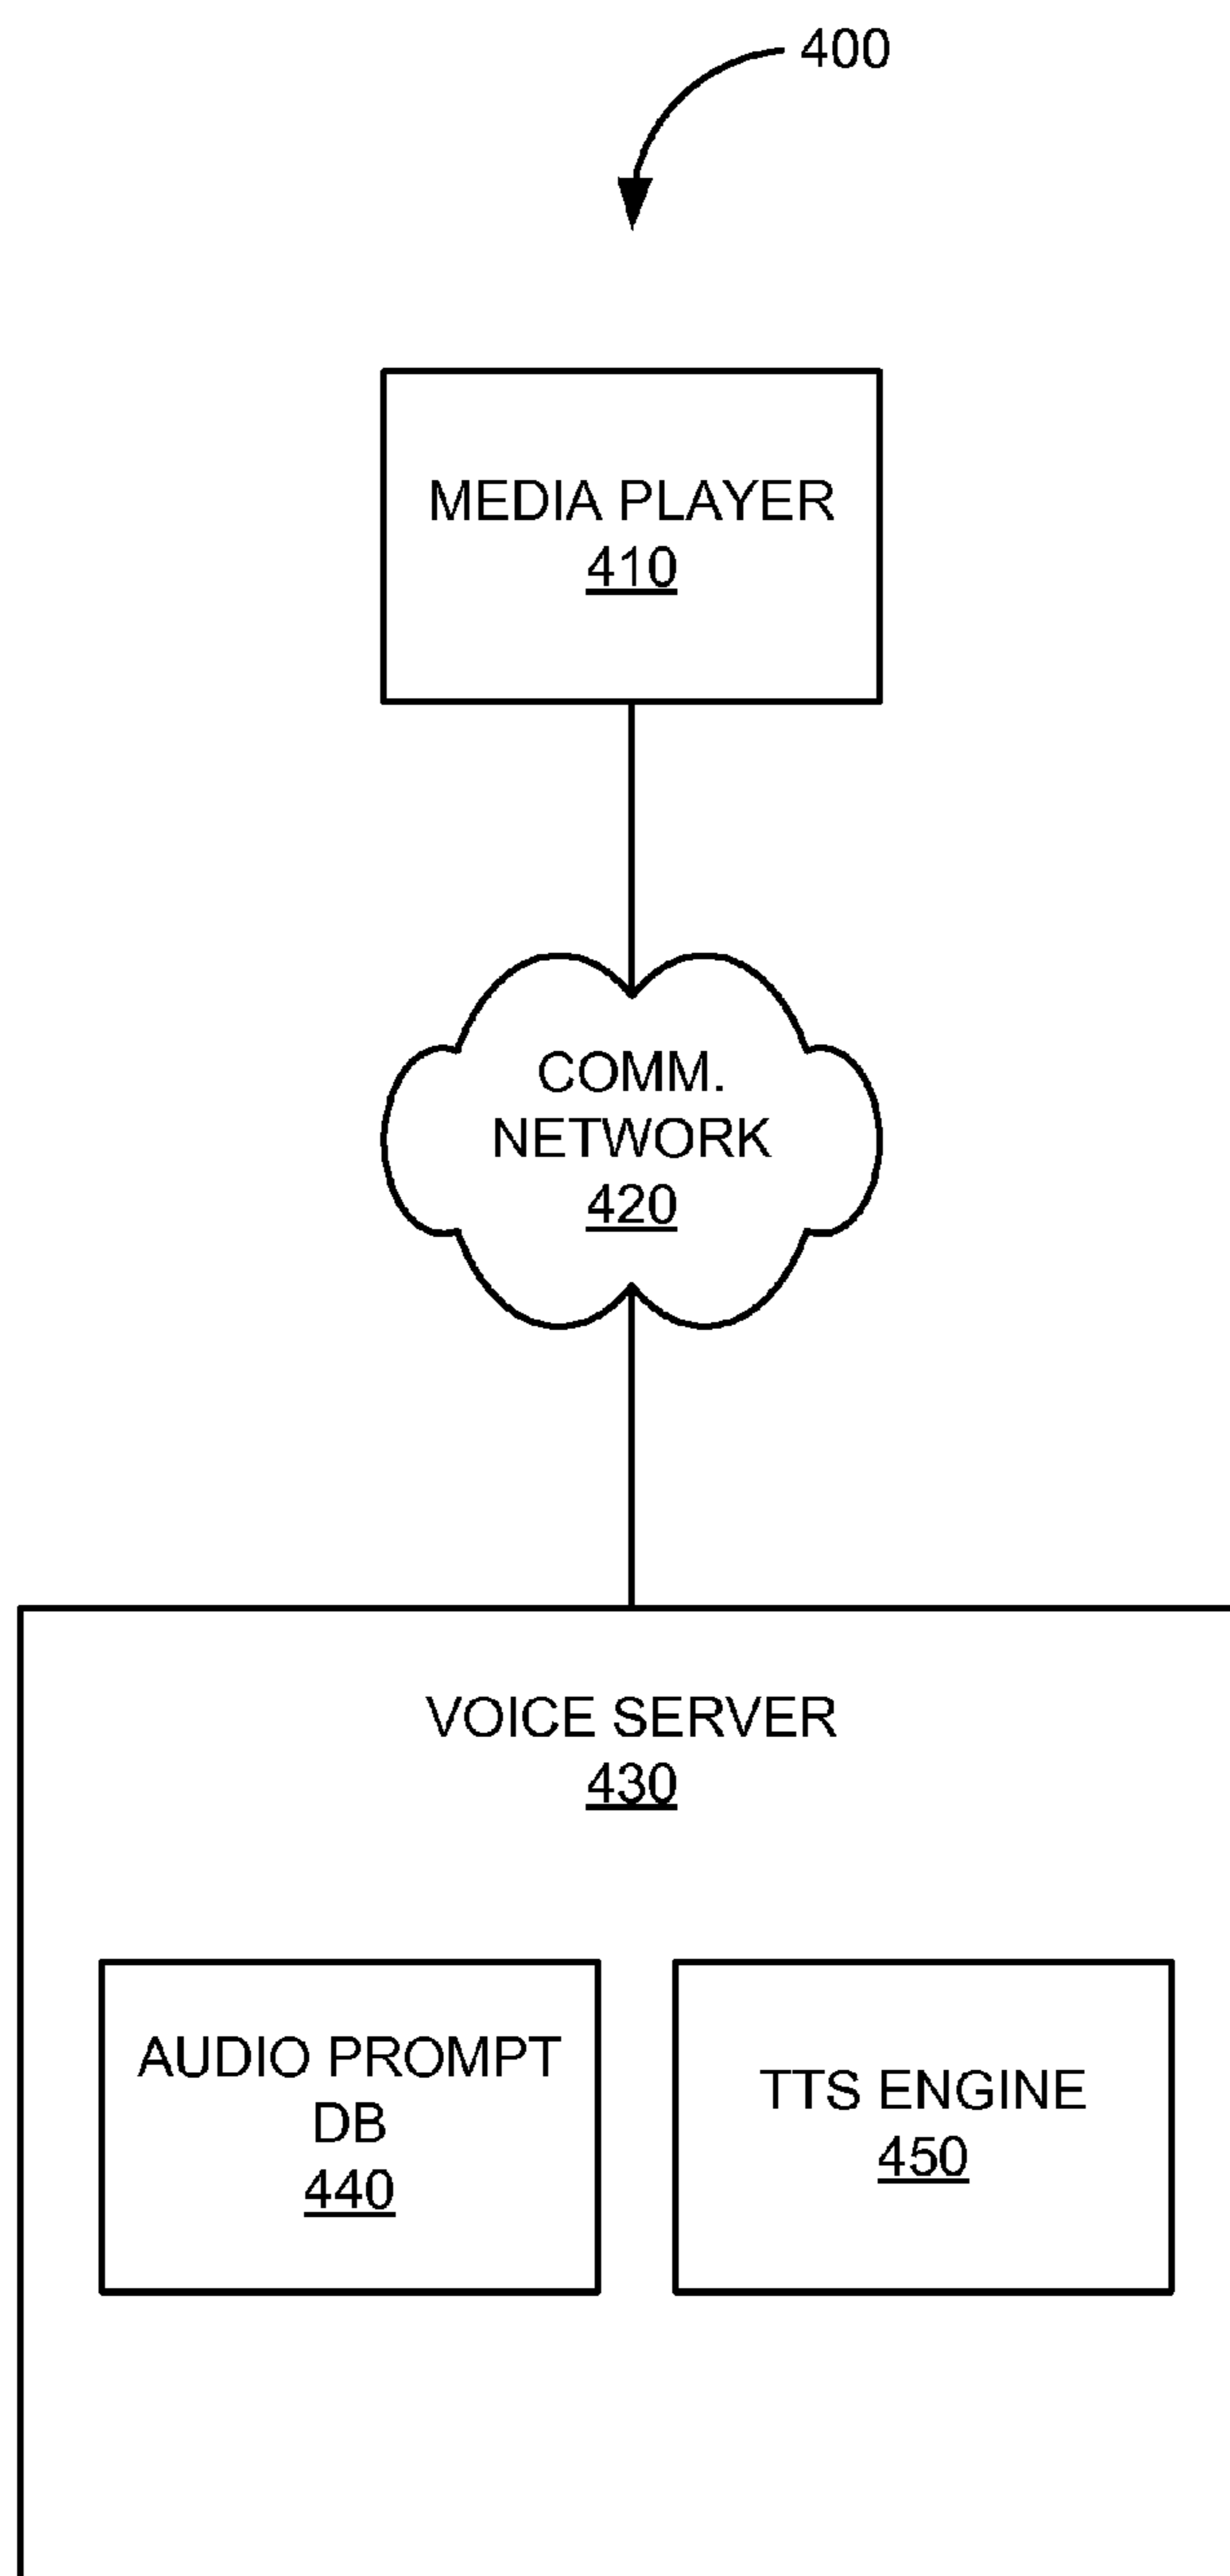 400
MEDIA PLAYER
410
COMM.
NETWORK
420
VOICE SERVER
430
AUDIO PROMPT
DB
440
TTS ENGINE
450